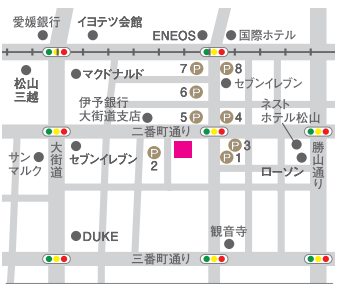 愛媛銀行
イヨテツ会館
ENEOS
国際ホテル
松山
三越
マクドナルド
7 P
P 8
セブンイレブン
6 P
伊予銀行
大街道支店
5 P
P 4
ネスト
ホテル松山
二番町通り
サン
マルク
大街道
セブンイレブン
P
2
P 3
P 1
ローソン
勝山通り
DUKE
観音寺
三番町通り